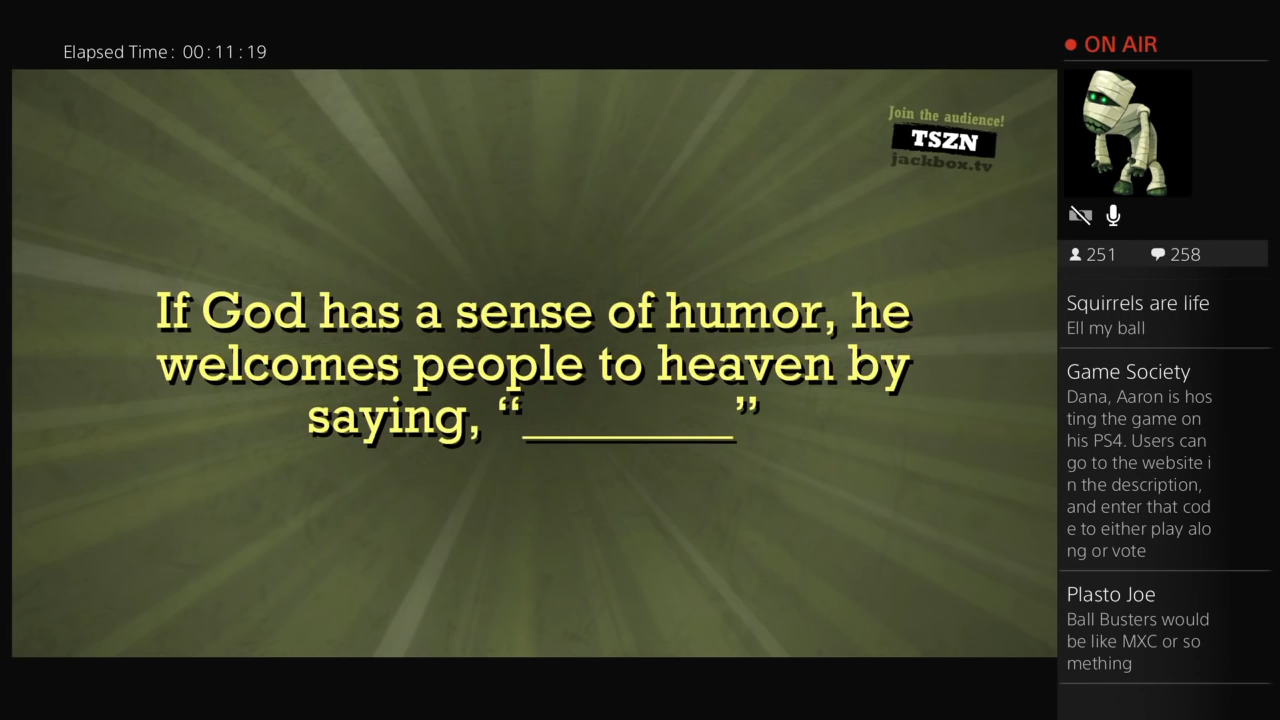 Elapsed Time: 00:11:19
ON AIR
Join the audience!
TSZN
jackbox.tv
If God has a sense of humor, he
welcomes people to heaven by
saying, “________”
251 258
Squirrels are life
Ell my ball
Game Society
Dana, Aaron is hos
ting the game on
his PS4. Users can
go to the website i
n the description,
and enter that cod
e to either play alo
ng or vote
Plasto Joe
Ball Busters would
be like MXC or so
mething